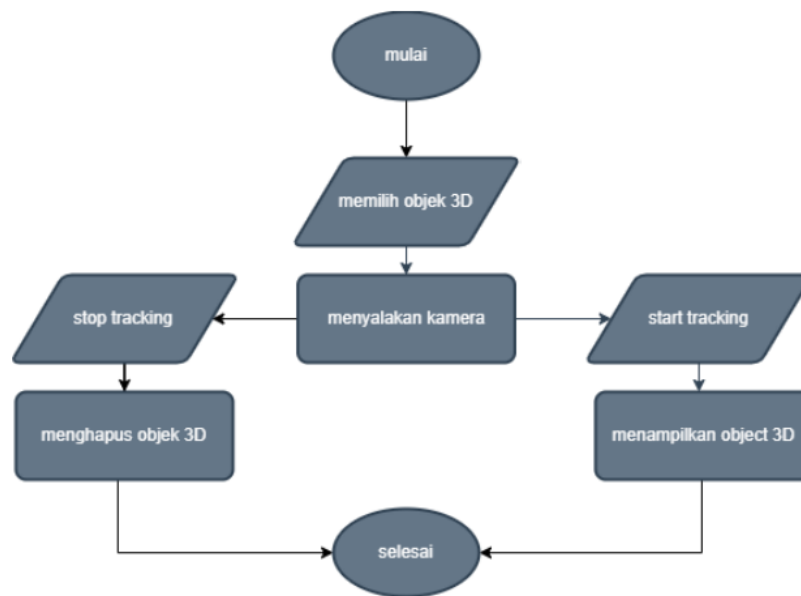 mulai
memilih objek 3D
stop tracking
menyalakan kamera
start tracking
menghapus objek 3D
menampilkan object 3D
selesai